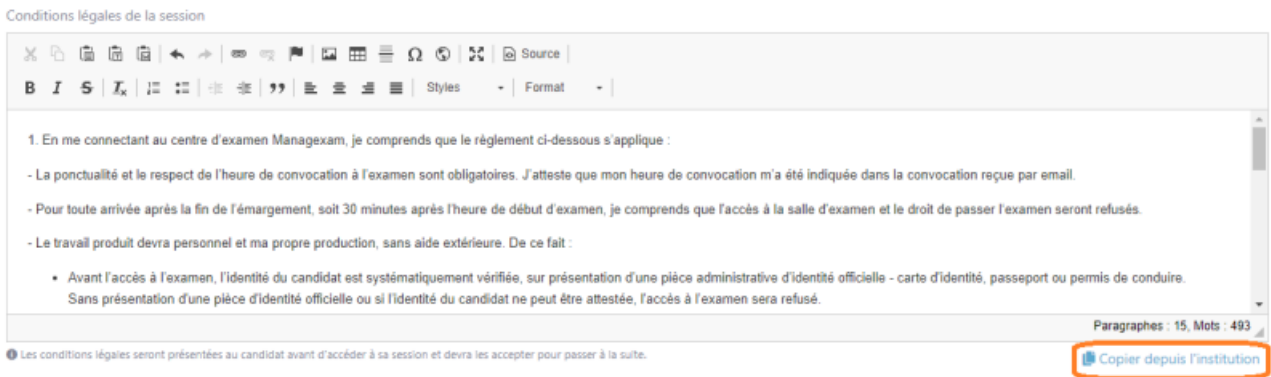 Conditions légales de la session
Source
B I S Ix Styles Format
1. En me connectant au centre d'examen Managexam, je comprends que le règlement ci-dessous s'applique :
- La ponctualité et le respect de l'heure de convocation à l'examen sont obligatoires. J'atteste que mon heure de convocation m'a été indiquée dans la convocation reçue par email.
- Pour toute arrivée après la fin de l'émargement, soit 30 minutes après l'heure de début d'examen, je comprends que l'accès à la salle d'examen et le droit de passer l'examen seront refusés.
- Le travail produit devra personnel et ma propre production, sans aide extérieure. De ce fait :
• Avant l'accès à l'examen, l'identité du candidat est systématiquement vérifiée, sur présentation d'une pièce administrative d'identité officielle - carte d'identité, passeport ou permis de conduire.
Sans présentation d'une pièce d'identité officielle ou si l'identité du candidat ne peut être attestée, l'accès à l'examen sera refusé.
Paragraphes : 15, Mots : 493
Les conditions légales seront présentées au candidat avant d'accéder à sa session et devra les accepter pour passer à la suite.
Copier depuis l'institution